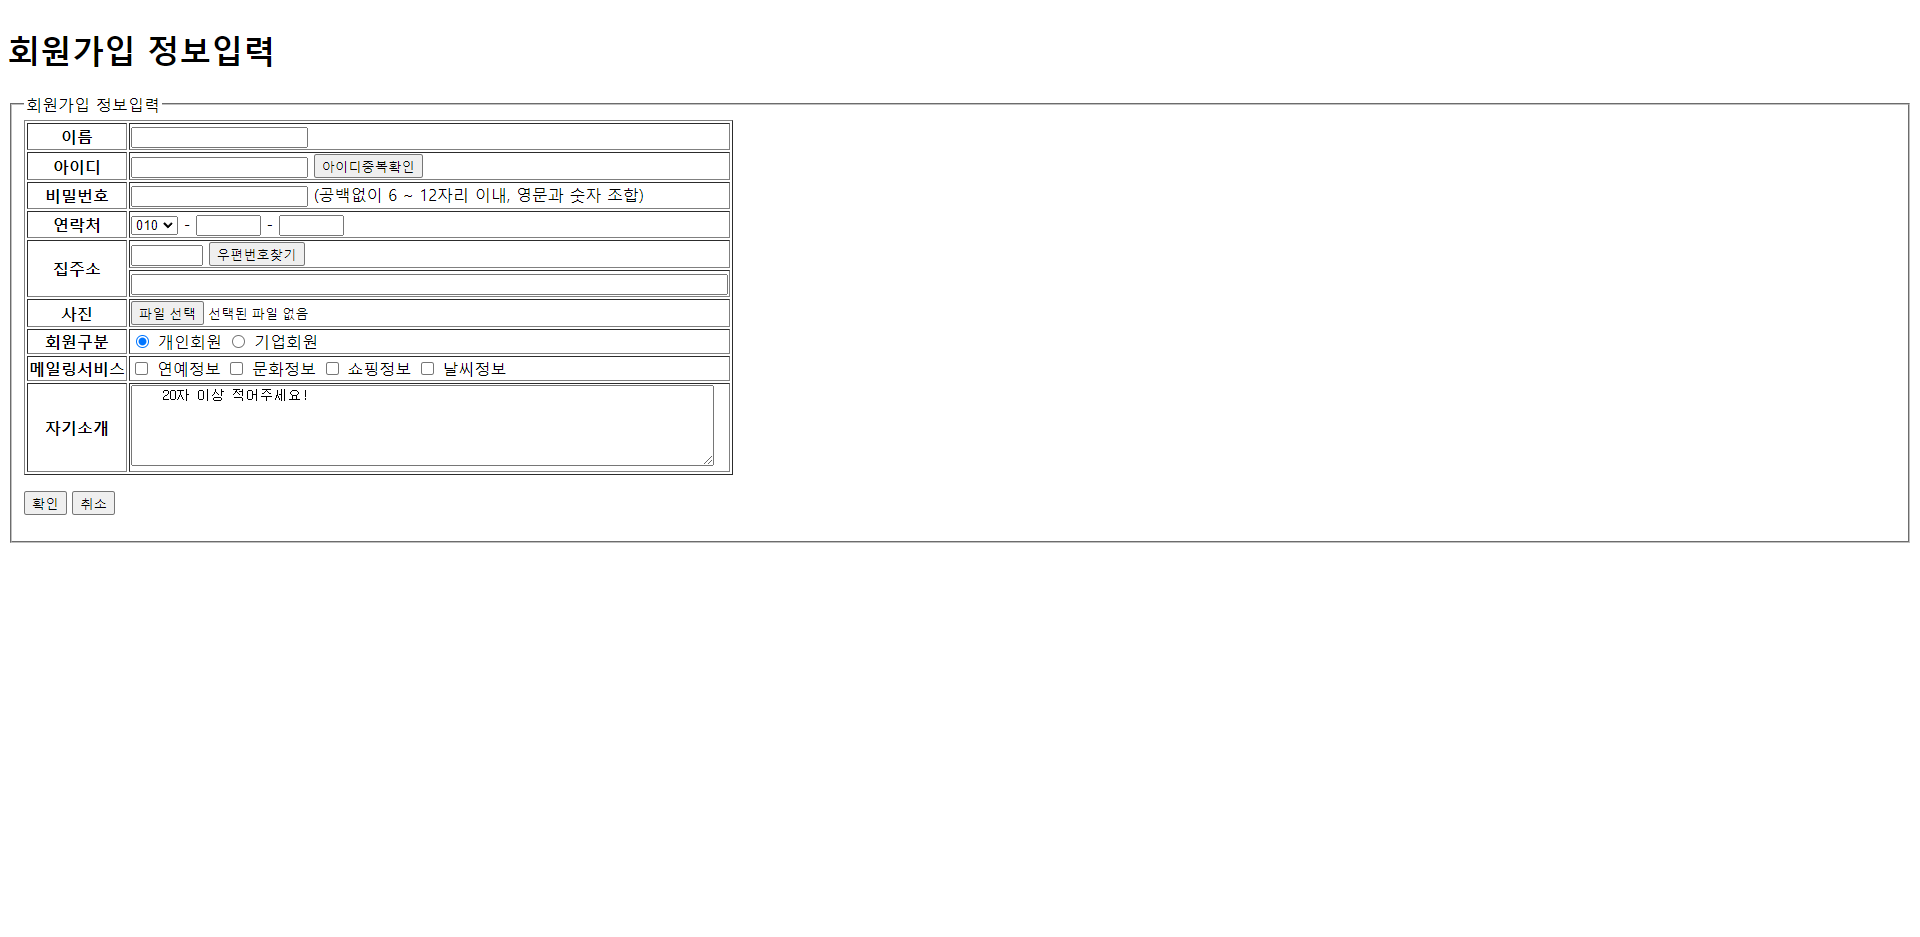 회원가입 정보입력
회원가입 정보입력
이름
아이디 아이디중복확인
비밀번호 (공백없이 6 ~ 12자리 이내, 영문과 숫자 조합)
연락처 010 - -
집주소 우편번호찾기
사진 파일 선택 선택된 파일 없음
회원구분 개인회원 기업회원
메일링서비스 연예정보 문화정보 쇼핑정보 날씨정보
자기소개 20자 이상 적어주세요!
확인 취소